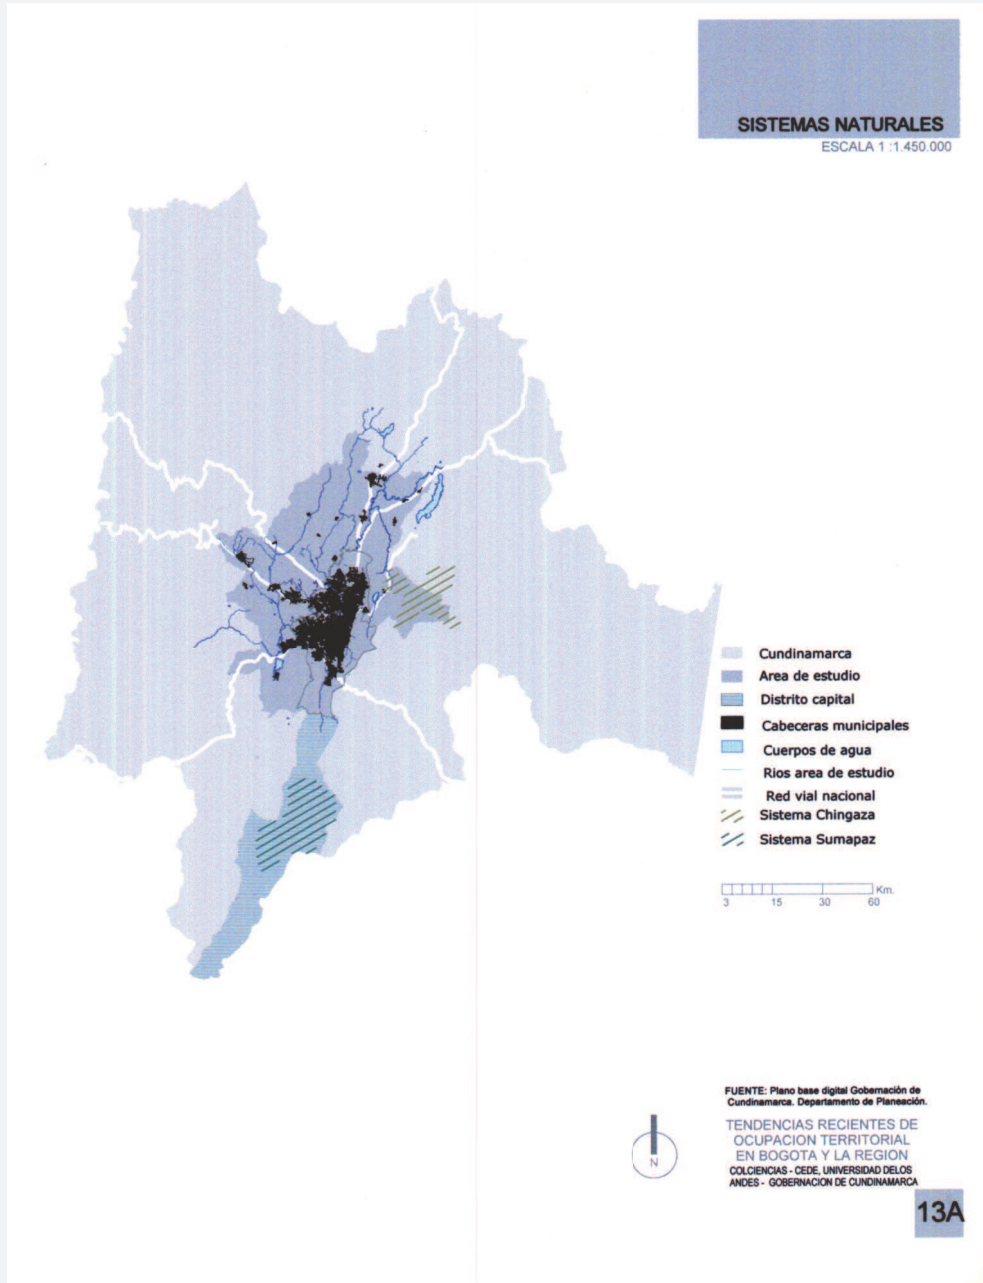 SISTEMAS NATURALES
ESCALA 1 :1.450.000
Cundinamarca
Area de estudio
Distrito capital
Cabeceras municipales
Cuerpos de agua
Rios area de estudio
Red vial nacional
Sistema Chingaza
Sistema Sumapaz
Km.
3 15 30 60
FUENTE: Plano base digital Gobernación de
Cundinamarca. Departamento de Planeación.
TENDENCIAS RECIENTES DE
OCUPACION TERRITORIAL
EN BOGOTA Y LA REGION
COLCIENCIAS - CEDE, UNIVERSIDAD DELOS
ANDES - GOBERNACION DE CUNDINAMARCA
N
13A